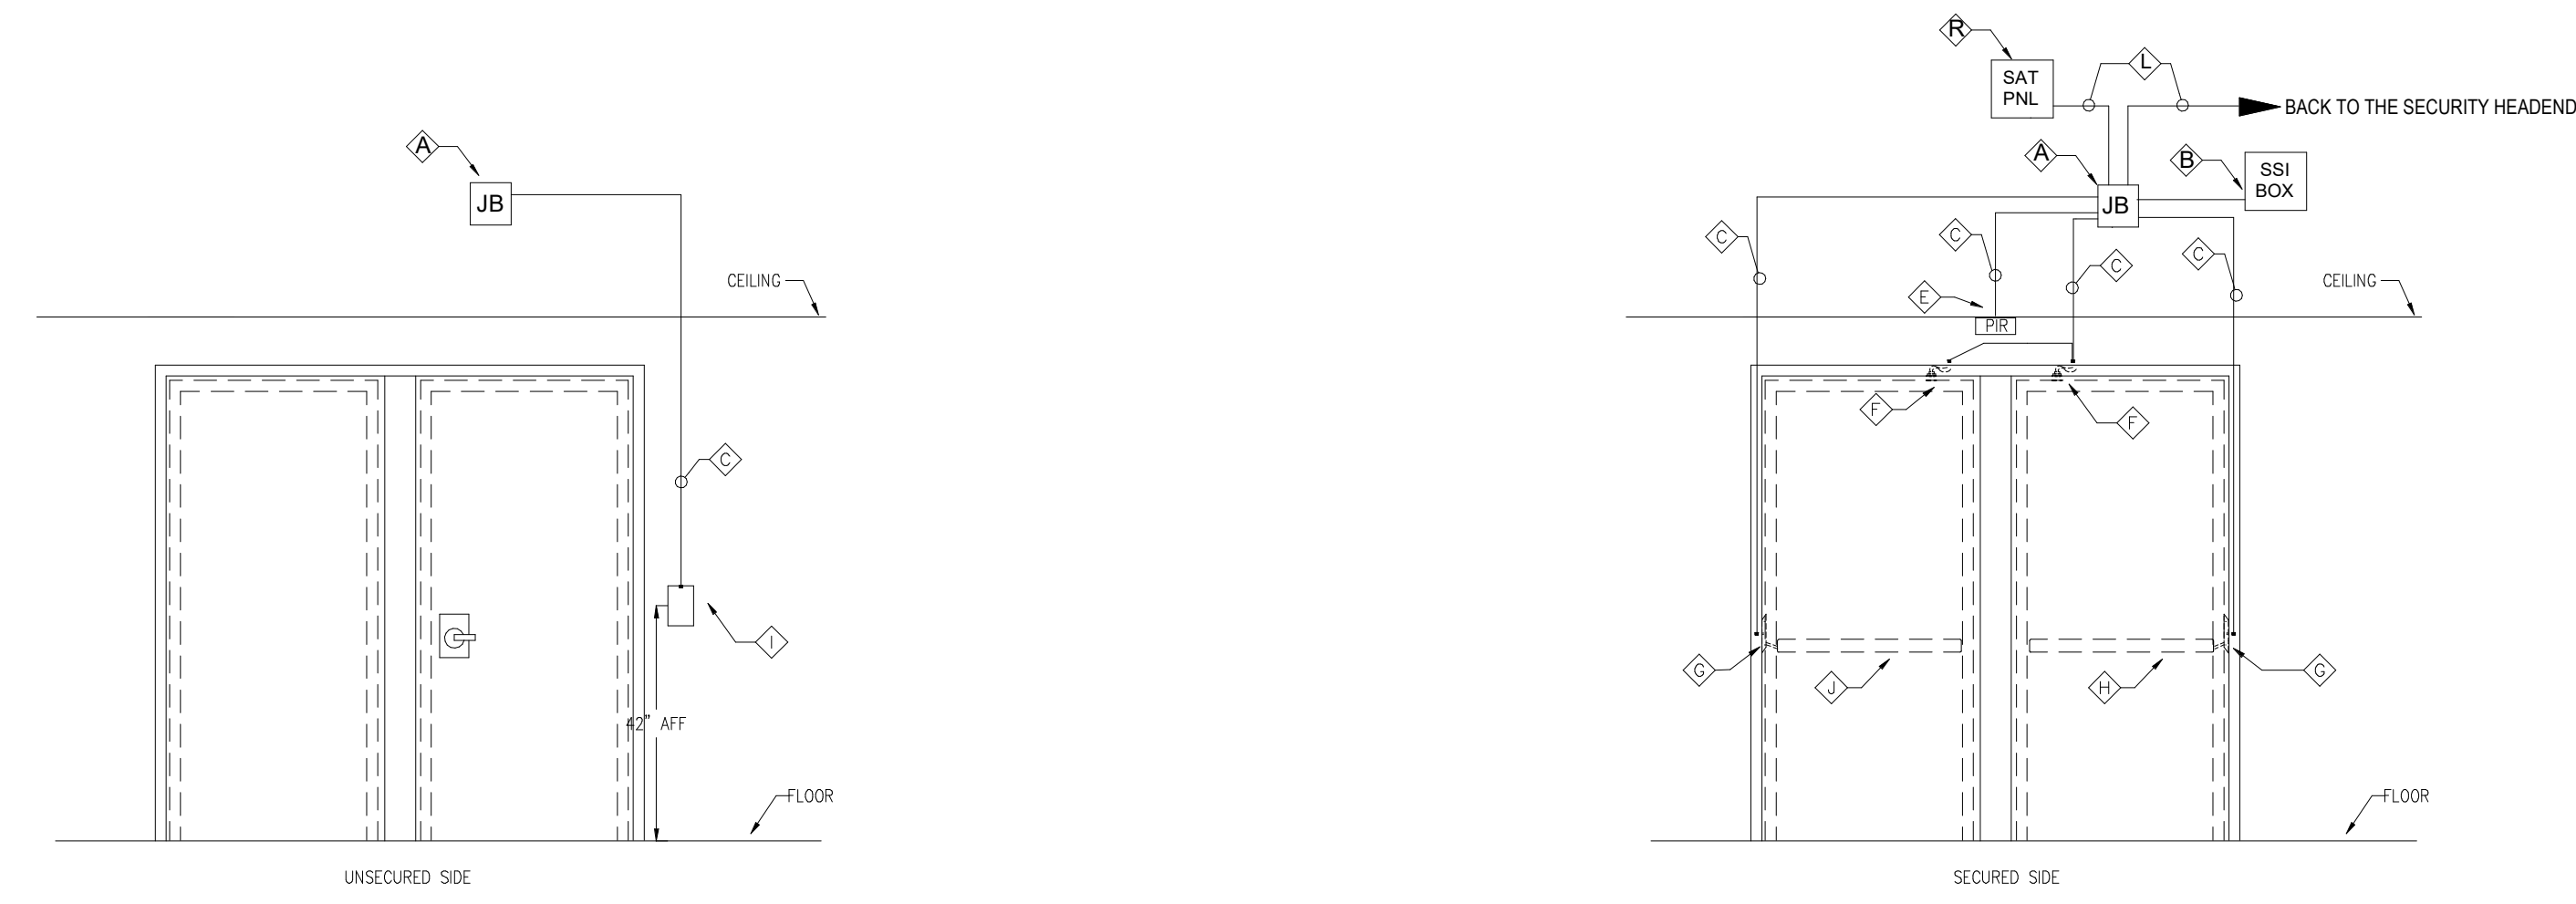 A
JB
CEILING
C
I
42" AFF
FLOOR
UNSECURED SIDE
R
SAT
PNL
L
BACK TO THE SECURITY HEADEND
A
JB
B
SSI
BOX
C
C
C
C
E
PIR
CEILING
F
F
G
J
H
G
FLOOR
SECURED SIDE